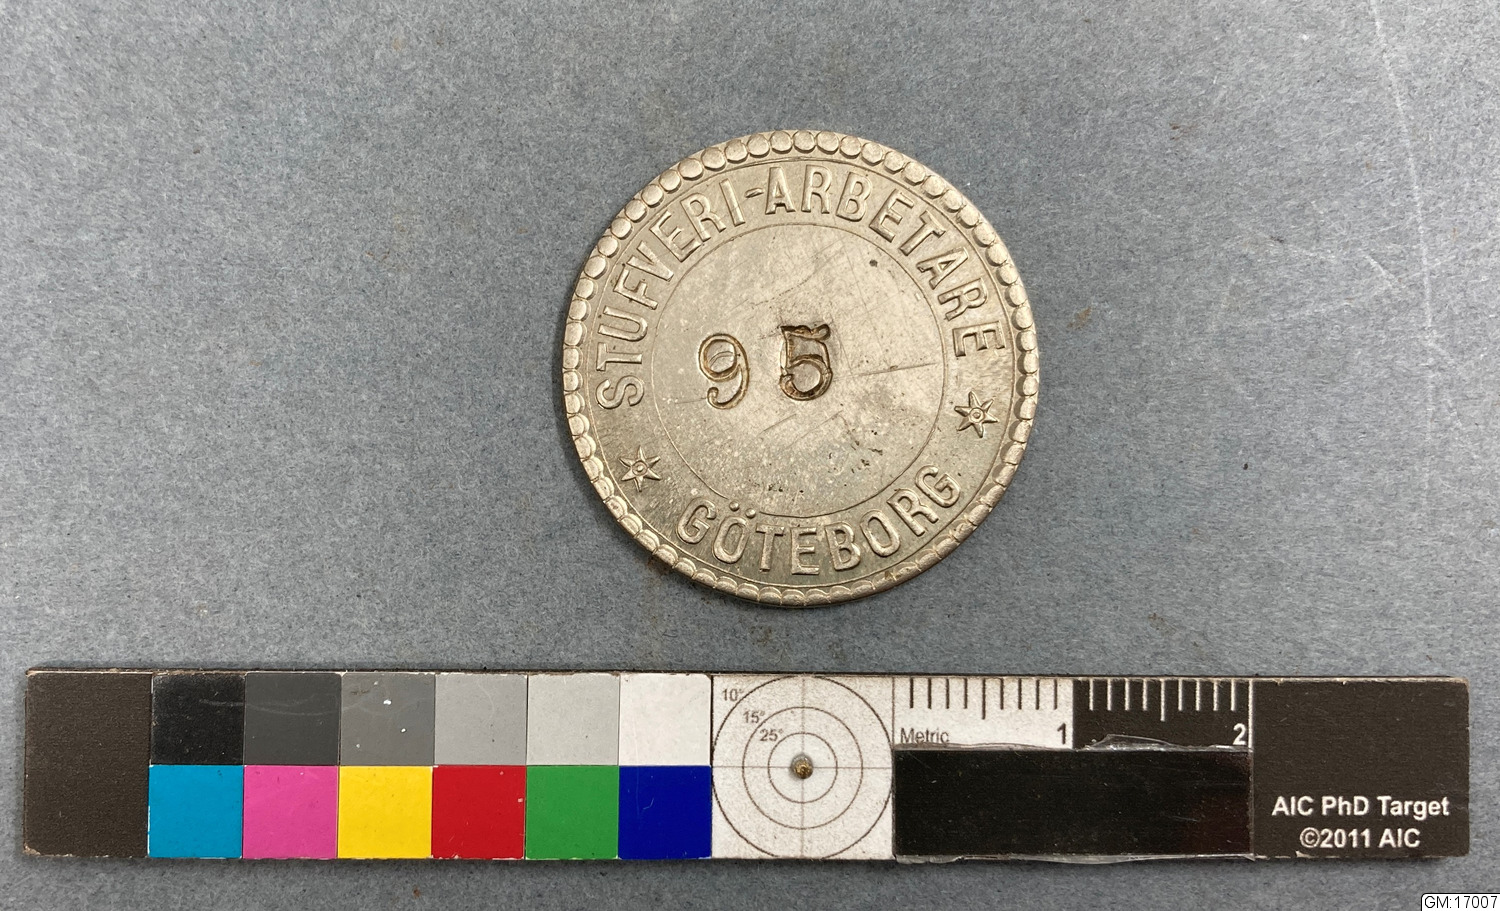 STUFVERI-ARBETARE
95
GÖTEBORG
10°
15°
25°
Metric 1 2
AIC PhD Target
©2011 AIC
GM:17007